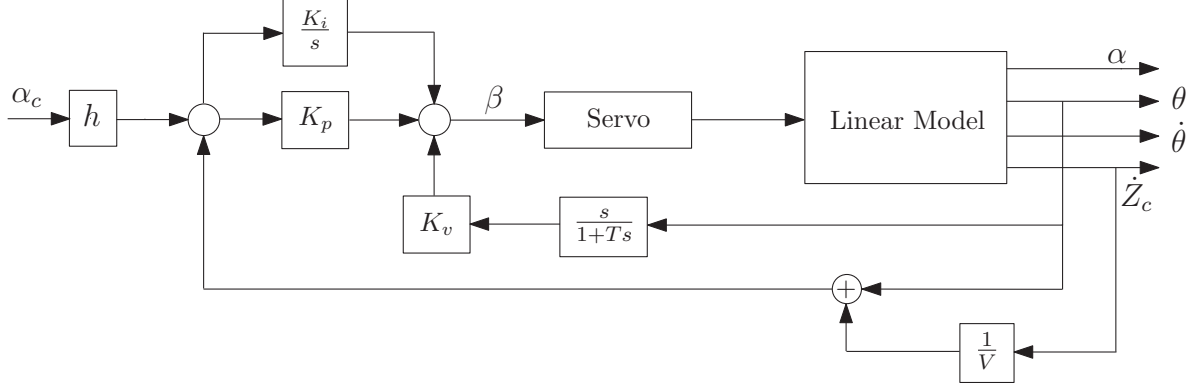 K_i
s
α_c
h
K_p
β
Servo
Linear Model
α
θ
θ̇
Ż_c
K_v
s
1+Ts
+
1
V